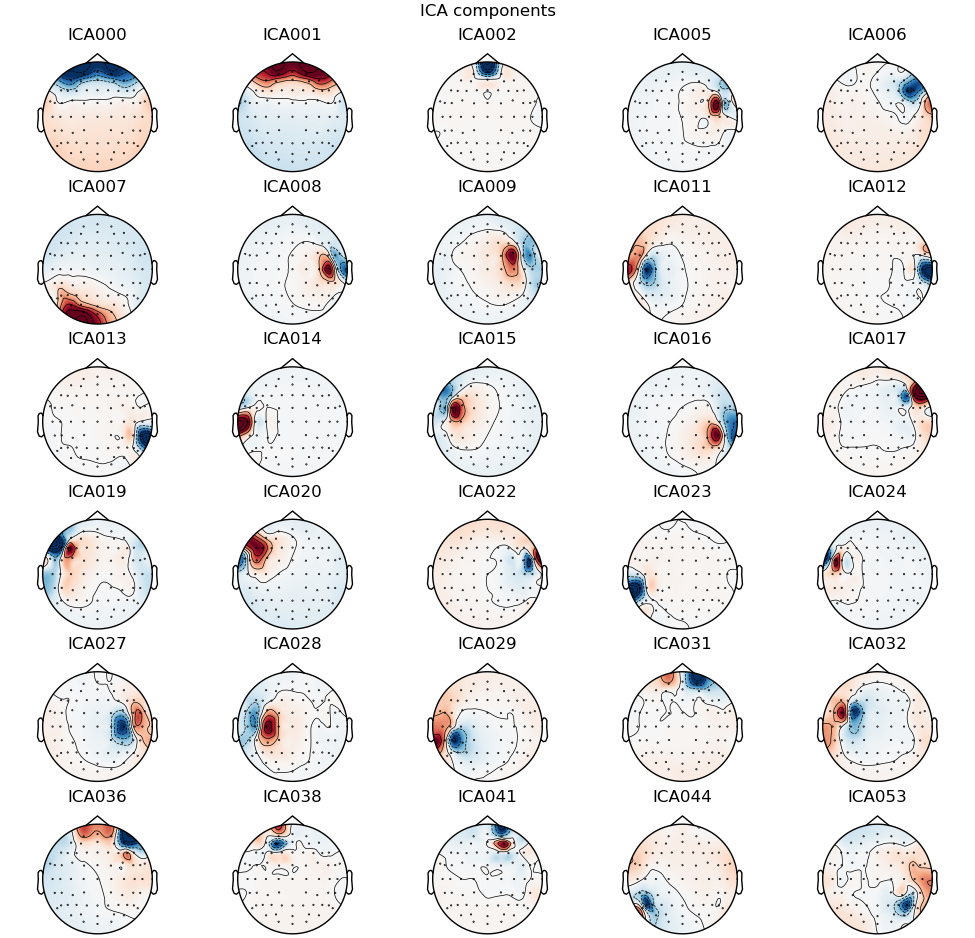 ICA components
ICA000 ICA001 ICA002 ICA005 ICA006
ICA007 ICA008 ICA009 ICA011 ICA012
ICA013 ICA014 ICA015 ICA016 ICA017
ICA019 ICA020 ICA022 ICA023 ICA024
ICA027 ICA028 ICA029 ICA031 ICA032
ICA036 ICA038 ICA041 ICA044 ICA053